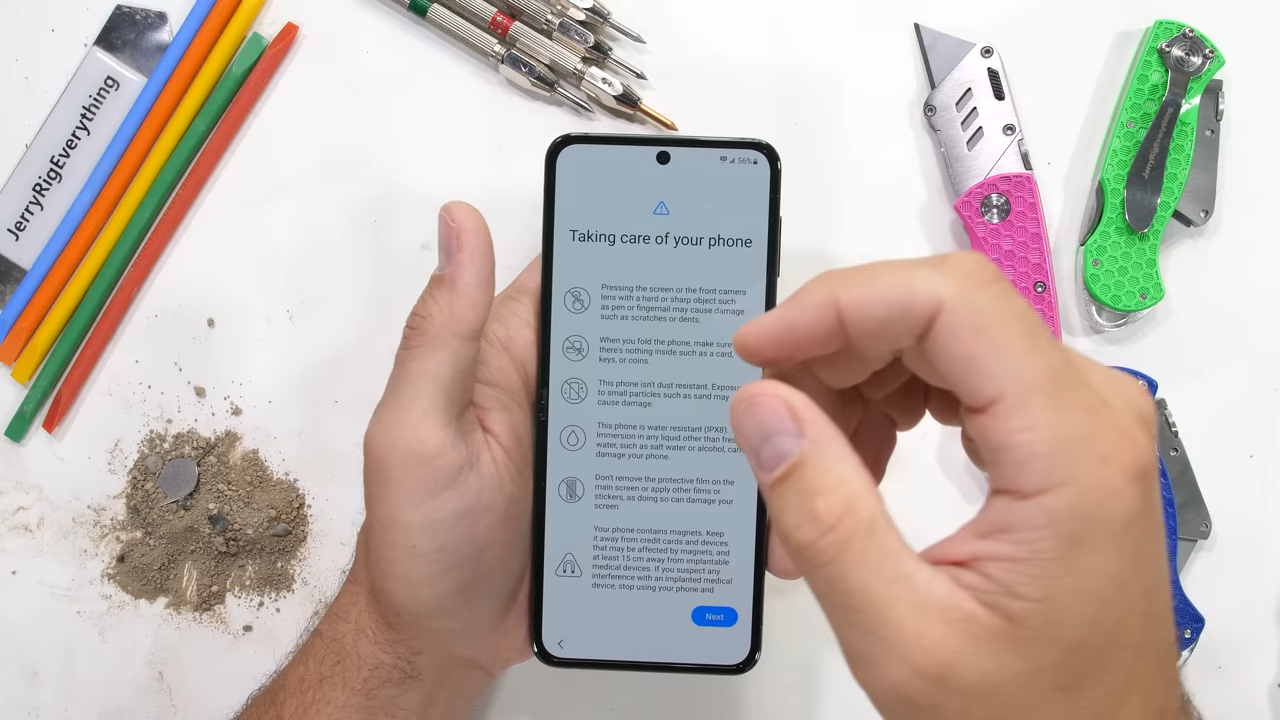 JerryRigEverything
56%
Taking care of your phone
Pressing the screen or the front camera
lens with a hard or sharp object such
as pen or fingernail may cause damage
such as scratches or dents.
When you fold the phone, make sure
there's nothing inside such as a card,
keys, or coins.
This phone isn't dust resistant. Exposu
to small particles such as sand may
cause damage.
This phone is water resistant (IPX8).
Immersion in any liquid other than fres
water, such as salt water or alcohol, can
damage your phone.
Don't remove the protective film on the
main screen or apply other films or
stickers, as doing so can damage your
screen.
Your phone contains magnets. Keep
it away from credit cards and devices
that may be affected by magnets, and
at least 15 cm away from implantable
medical devices. If you suspect any
interference with an implanted medical
device, stop using your phone and
Next
JerryRigEverything